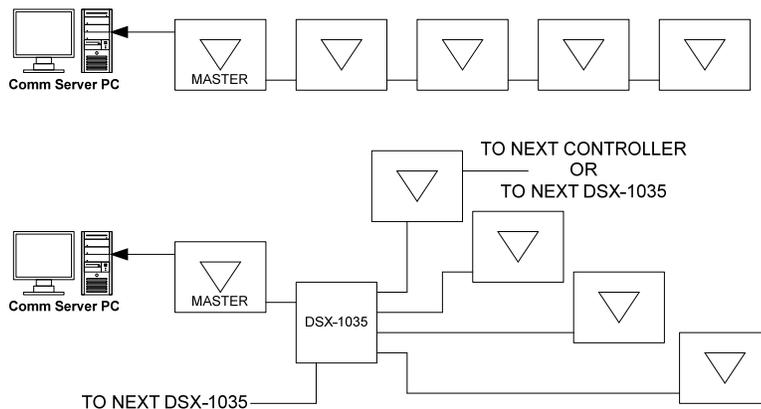 Comm Server PC
MASTER
TO NEXT CONTROLLER
OR
TO NEXT DSX-1035
Comm Server PC
MASTER
DSX-1035
TO NEXT DSX-1035